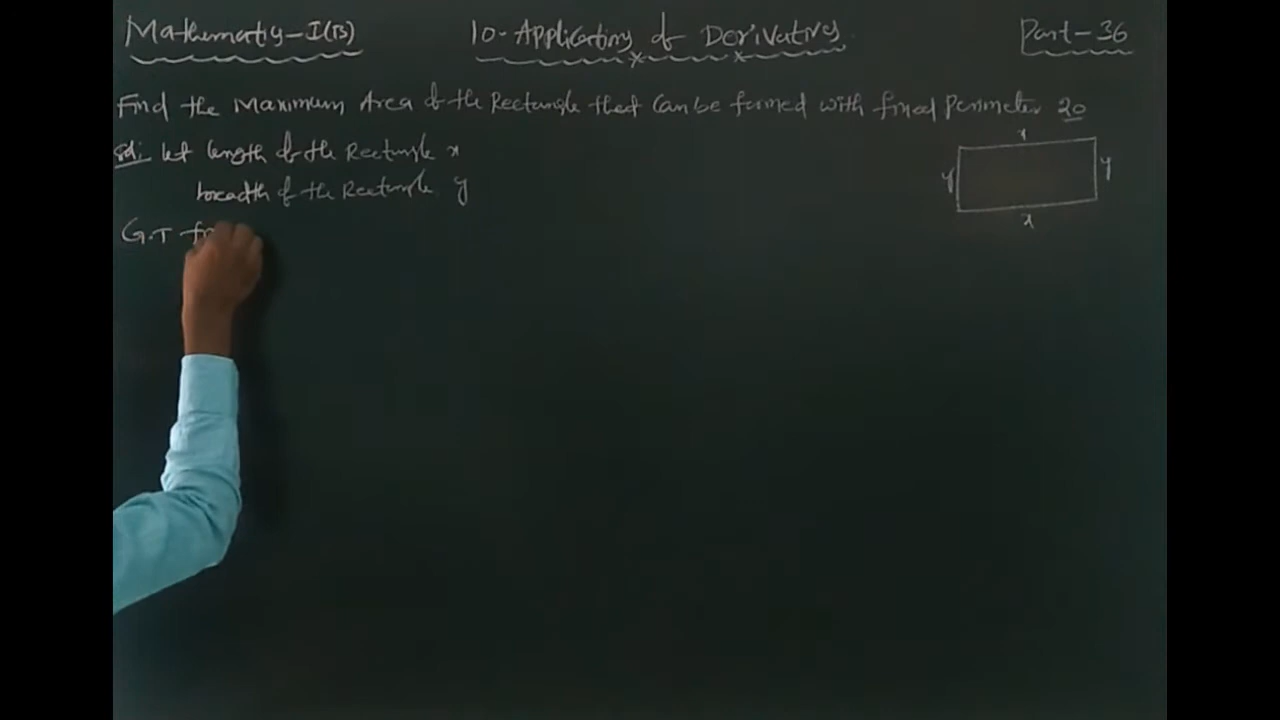 Mathematics-I(B) 10-Applications of Derivatives Part-36
Find the Maximum Area of the Rectangle that can be formed with fixed Perimeter 20
Sol: Let length of the Rectangle x
breadth of the Rectangle y
G.T
x
y
y
x